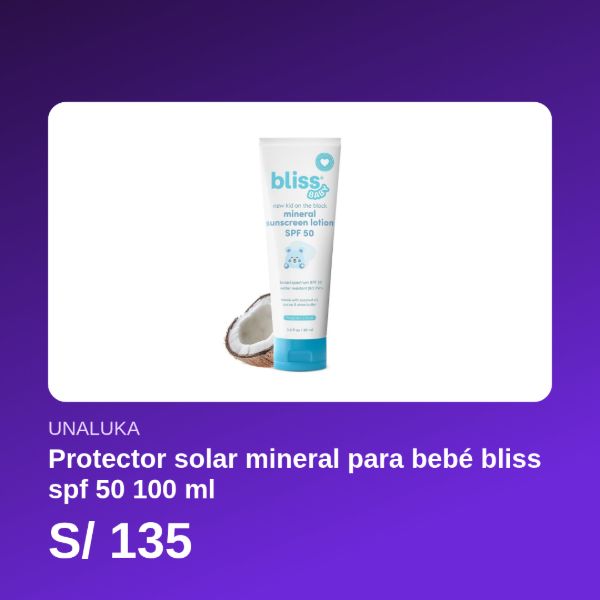 bliss
BABY
new kid on the block
mineral
sunscreen lotion
SPF 50
UNALUKA
Protector solar mineral para bebé bliss
spf 50 100 ml
S/ 135